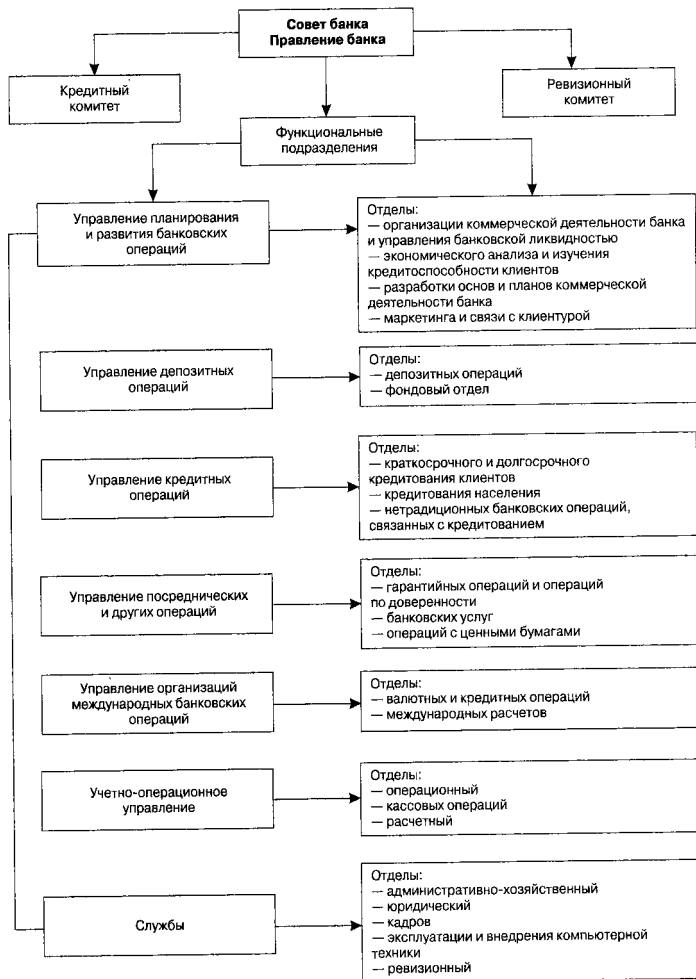 Совет банка
Правление банка
Кредитный
комитет
Ревизионный
комитет
Функциональные
подразделения
Управление планирования
и развития банковских
операций
Отделы:
— организации коммерческой деятельности банка
и управления банковской ликвидностью
— экономического анализа и изучения
кредитоспособности клиентов
— разработки основ и планов коммерческой
деятельности банка
— маркетинга и связи с клиентурой
Управление депозитных
операций
Отделы:
— депозитных операций
— фондовый отдел
Управление кредитных
операций
Отделы:
— краткосрочного и долгосрочного
кредитования клиентов
— кредитования населения
— нетрадиционных банковских операций,
связанных с кредитованием
Управление посреднических
и других операций
Отделы:
— гарантийных операций и операций
по доверенности
— банковских услуг
— операций с ценными бумагами
Управление организаций
международных банковских
операций
Отделы:
— валютных и кредитных операций
— международных расчетов
Учетно-операционное
управление
Отделы:
— операционный
— кассовых операций
— расчетный
Службы
Отделы:
— административно-хозяйственный
— юридический
— кадров
— эксплуатации и внедрения компьютерной
техники
— ревизионный